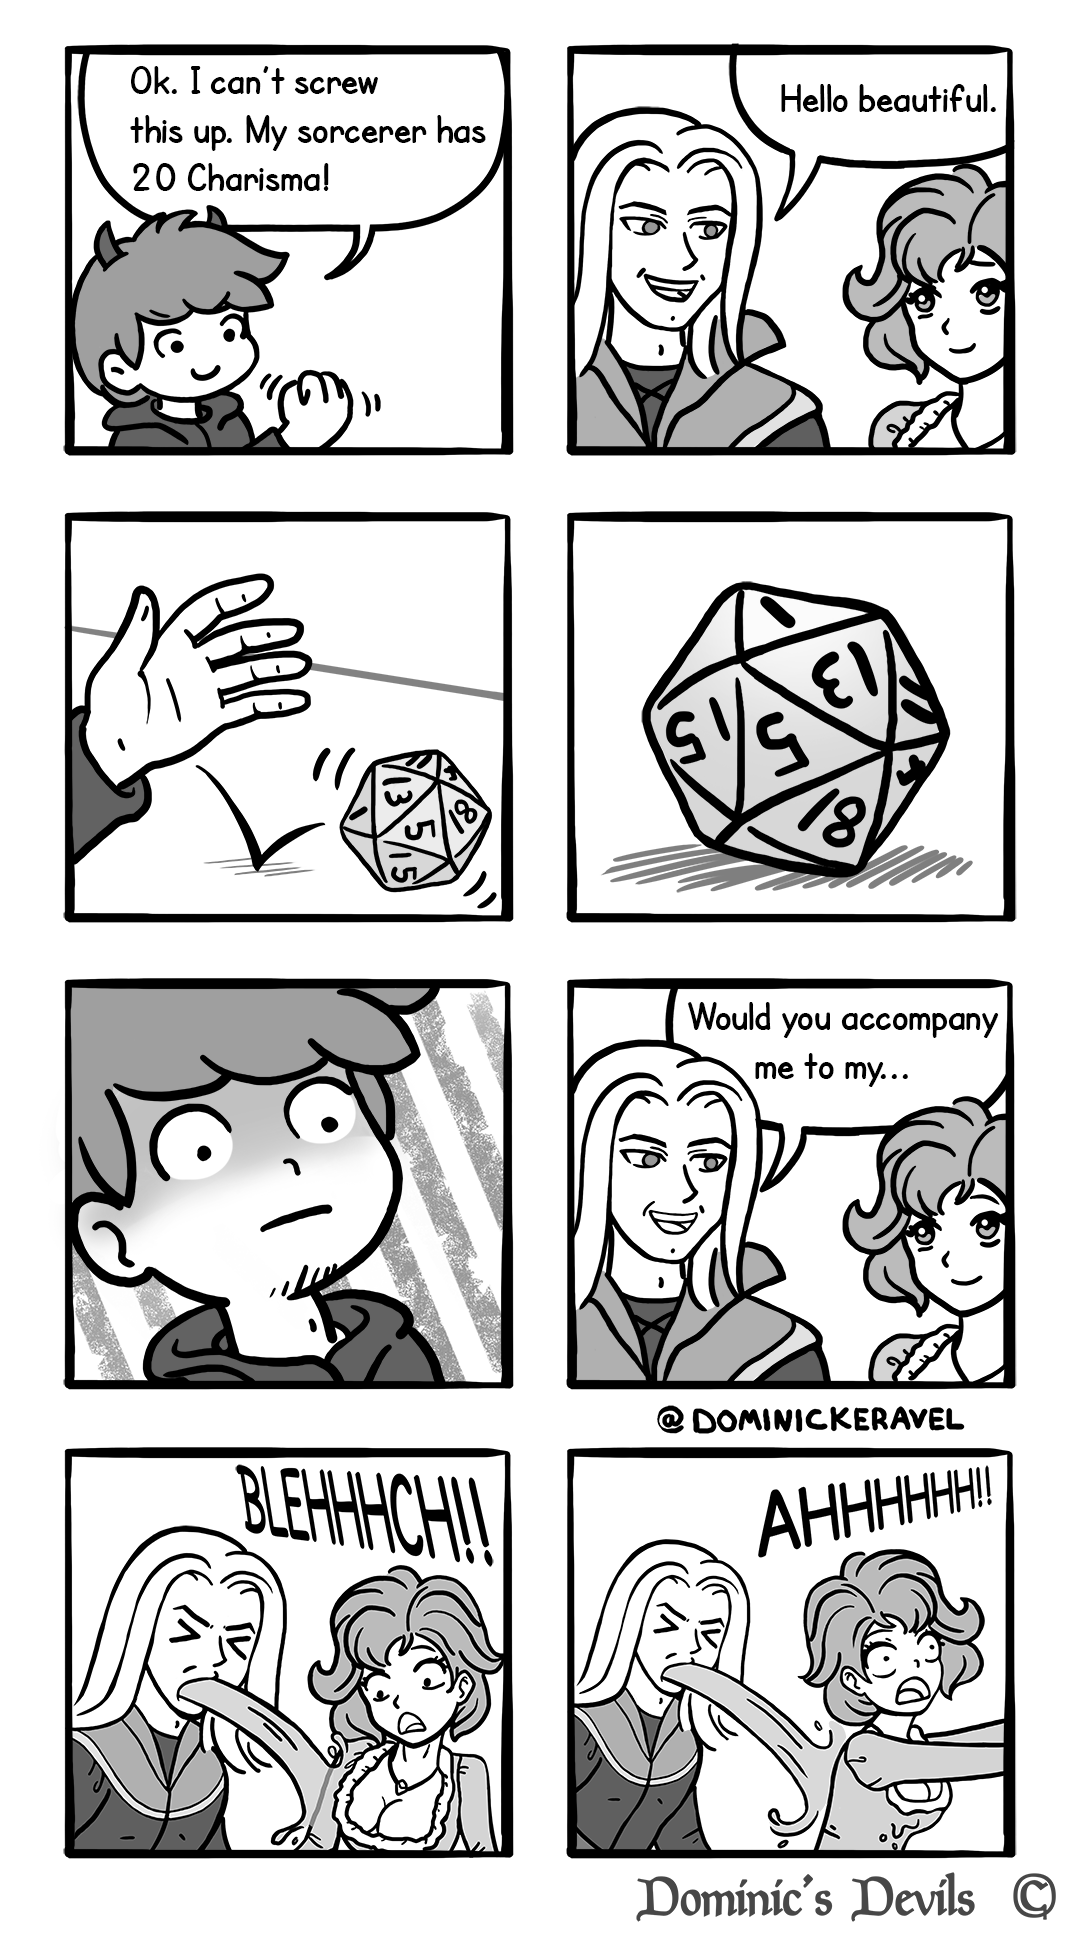 Ok. I can't screw
this up. My sorcerer has
20 Charisma!
Hello beautiful.
13
18
5
1
15
1
13
15
5
18
Would you accompany
me to my...
@DOMINICKERAVEL
BLEHHHCH!!
AHHHHHH!!
Dominic's Devils ©